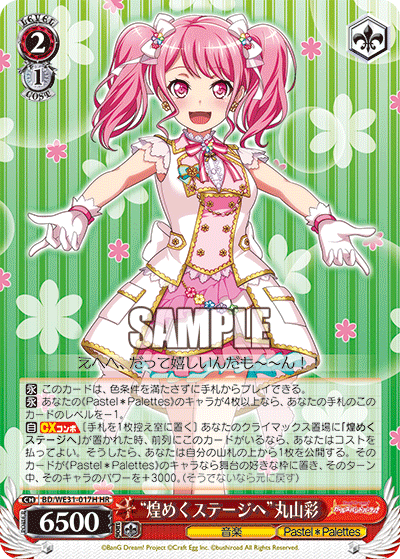 LEVEL
2
1
COST
SAMPLE
えへへ、だって嬉しいんだも〜〜ん！
永 このカードは、色条件を満たさずに手札からプレイできる。
永 あなたの《Pastel＊Palettes》のキャラが4枚以上なら、あなたの手札のこのカードのレベルを－1。
自 CXコンボ ［手札を1枚控え室に置く］ あなたのクライマックス置場に「煌めくステージへ」が置かれた時、前列にこのカードがいるなら、あなたはコストを払ってよい。そうしたら、あなたは自分の山札の上から1枚を公開する。そのカードが《Pastel＊Palettes》のキャラなら舞台の好きな枠に置き、そのターン中、そのキャラのパワーを＋3000。（そうでないなら元に戻す）
CH BD/WE31-017H HR
6500
“煌めくステージへ”丸山彩
音楽
Pastel＊Palettes
©BanG Dream! Project ©Craft Egg Inc. ©bushiroad All Rights Reserved.